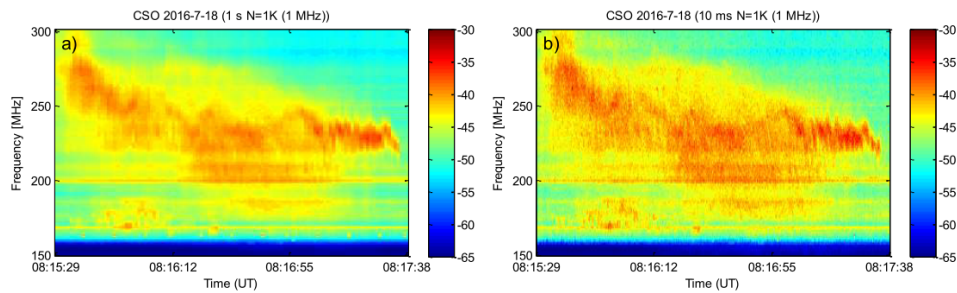 CSO 2016-7-18 (1 s N=1K (1 MHz))
a)
Frequency [MHz]
300
250
200
150
08:15:29 08:16:12 08:16:55 08:17:38
Time (UT)
-30
-35
-40
-45
-50
-55
-60
-65
CSO 2016-7-18 (10 ms N=1K (1 MHz))
b)
Frequency [MHz]
300
250
200
150
08:15:29 08:16:12 08:16:55 08:17:38
Time (UT)
-30
-35
-40
-45
-50
-55
-60
-65